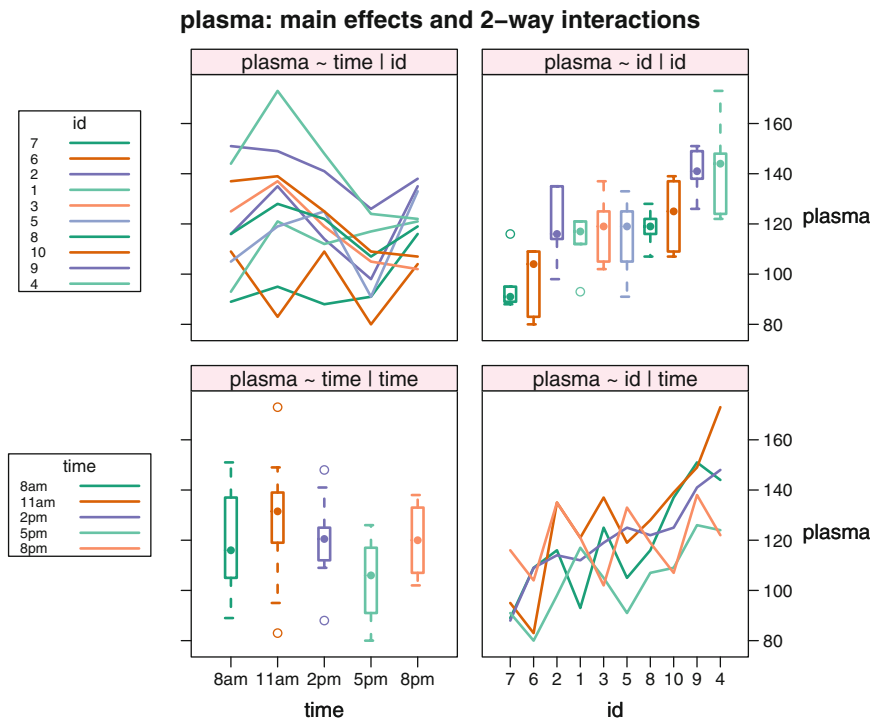 plasma: main effects and 2−way interactions
plasma ~ time | id
plasma ~ id | id
id
7
6
2
1
3
5
8
10
9
4
160
140
120
100
80
plasma
plasma ~ time | time
plasma ~ id | time
time
8am
11am
2pm
5pm
8pm
160
140
120
100
80
plasma
8am 11am 2pm 5pm 8pm
time
7 6 2 1 3 5 8 10 9 4
id